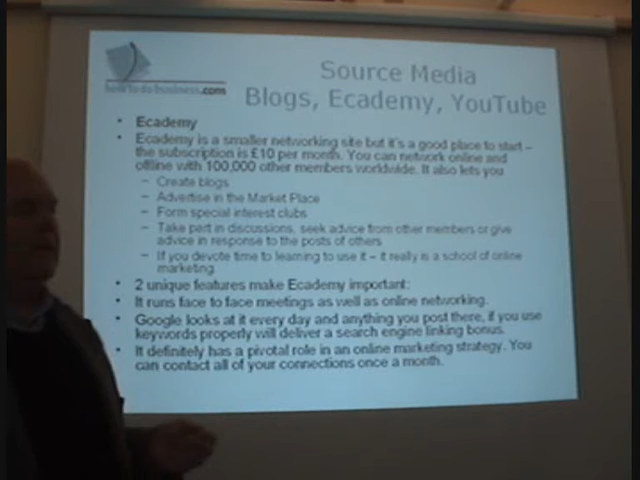 howtodobusiness.com
Source Media
Blogs, Ecademy, YouTube
• Ecademy
• Ecademy is a smaller networking site but it's a good place to start –
the subscription is £10 per month. You can network online and
offline with 100,000 other members worldwide. It also lets you
– Create blogs
– Advertise in the Market Place
– Form special interest clubs
– Take part in discussions, seek advice from other members or give
advice in response to the posts of others
– If you devote time to learning to use it – it really is a school of online
marketing
• 2 unique features make Ecademy important:
• It runs face to face meetings as well as online networking.
• Google looks at it every day and anything you post there, if you use
keywords properly will deliver a search engine linking bonus.
• It definitely has a pivotal role in an online marketing strategy. You
can contact all of your connections once a month.